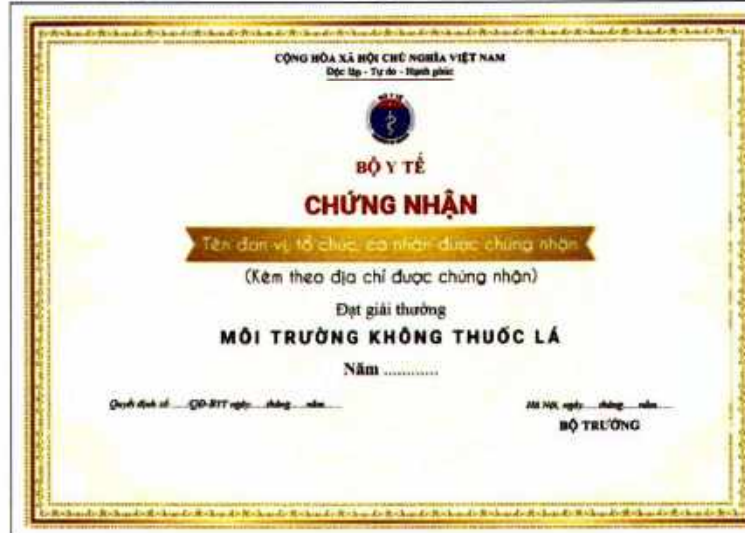 CỘNG HÒA XÃ HỘI CHỦ NGHĨA VIỆT NAM
Độc lập - Tự do - Hạnh phúc
BỘ Y TẾ
BỘ Y TẾ
CHỨNG NHẬN
Tên đơn vị, tổ chức, cá nhân được chứng nhận
(Kèm theo địa chỉ được chứng nhận)
Đạt giải thưởng
MÔI TRƯỜNG KHÔNG THUỐC LÁ
Năm ............
Quyết định số ...../QĐ-BYT ngày.....tháng.....năm.....
Hà Nội, ngày.....tháng.....năm.....
BỘ TRƯỞNG